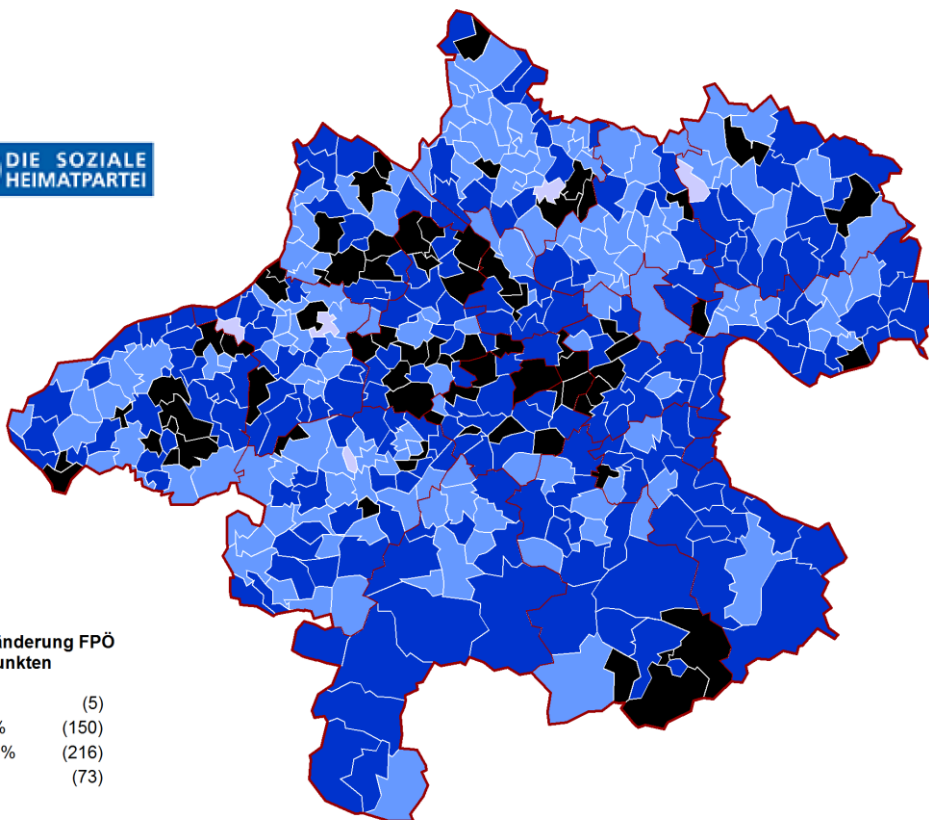 DIE SOZIALE
HEIMATPARTEI
änderung FPÖ
unkten
(5)
% (150)
% (216)
(73)